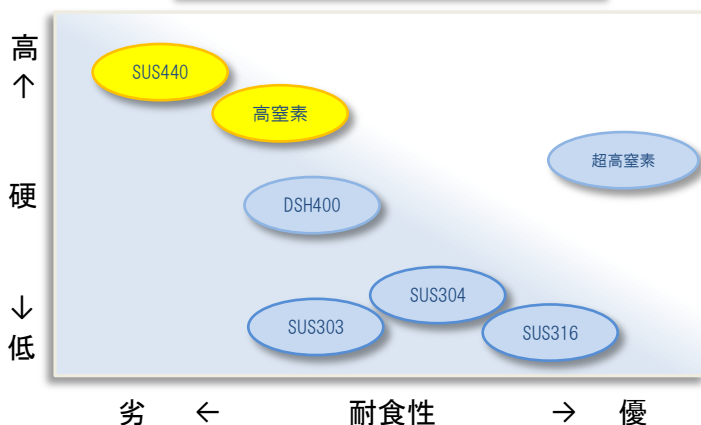 高
↑
硬
↓
低
SUS440
高窒素
超高窒素
DSH400
SUS304
SUS303
SUS316
劣 ← 耐食性 → 優